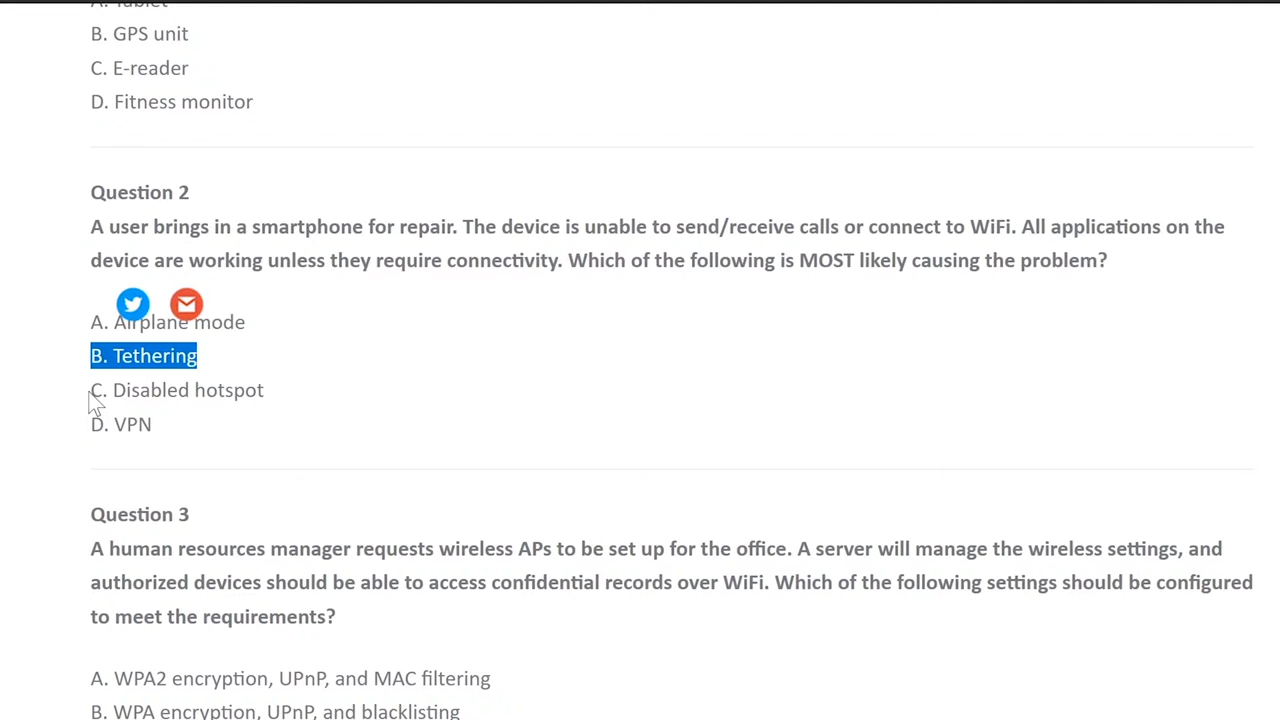 A. Tablet
B. GPS unit
C. E-reader
D. Fitness monitor
Question 2
A user brings in a smartphone for repair. The device is unable to send/receive calls or connect to WiFi. All applications on the
device are working unless they require connectivity. Which of the following is MOST likely causing the problem?
A. Airplane mode
B. Tethering
C. Disabled hotspot
D. VPN
Question 3
A human resources manager requests wireless APs to be set up for the office. A server will manage the wireless settings, and
authorized devices should be able to access confidential records over WiFi. Which of the following settings should be configured
to meet the requirements?
A. WPA2 encryption, UPnP, and MAC filtering
B. WPA encryption, UPnP, and blacklisting